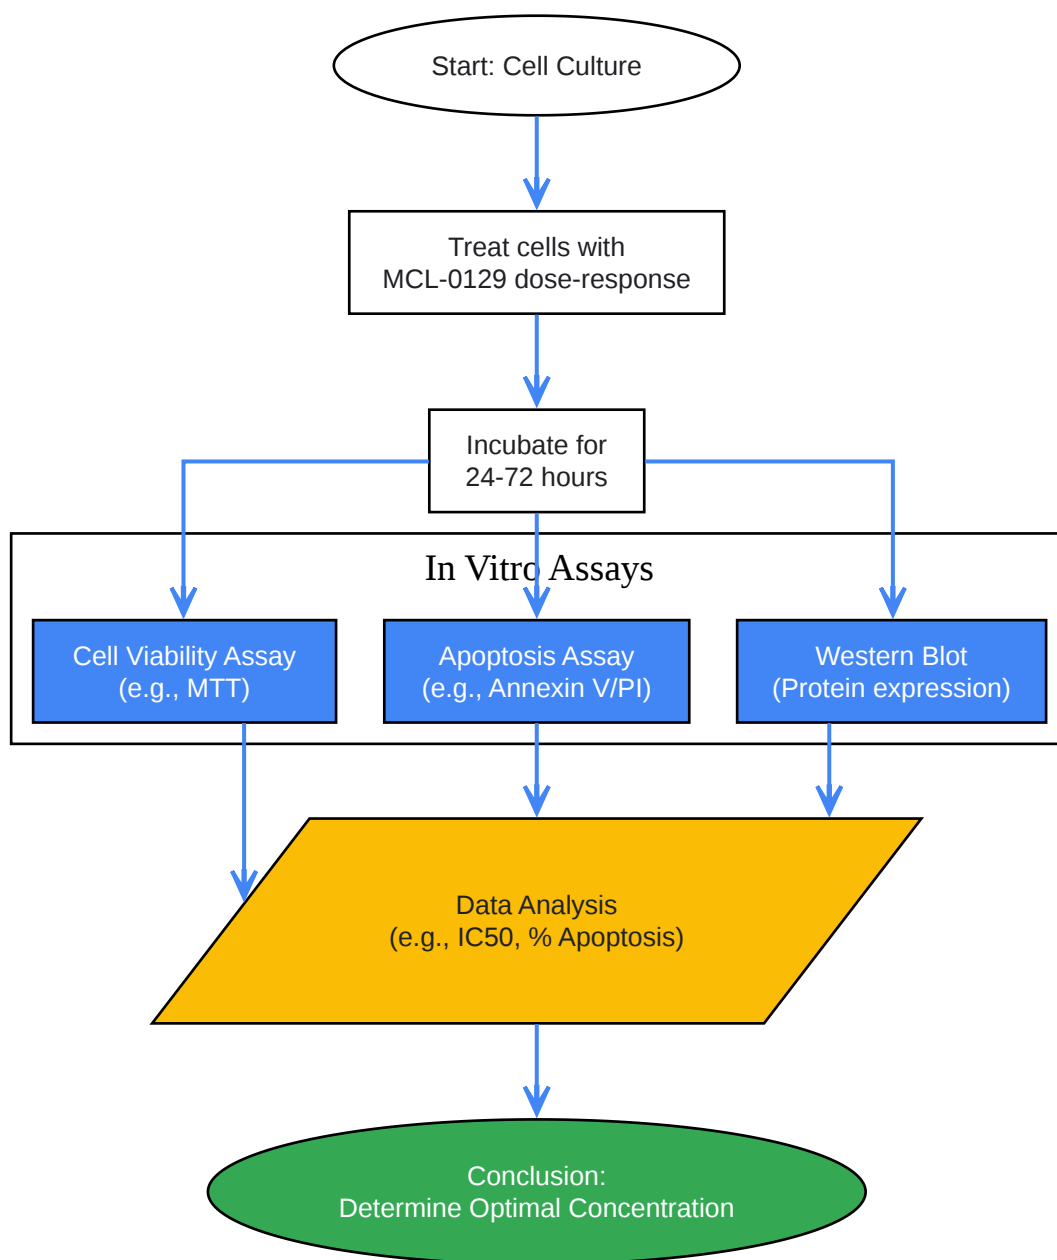 Start: Cell Culture
Treat cells with
MCL-0129 dose-response
Incubate for
24-72 hours
In Vitro Assays
Cell Viability Assay
(e.g., MTT)
Apoptosis Assay
(e.g., Annexin V/PI)
Western Blot
(Protein expression)
Data Analysis
(e.g., IC50, % Apoptosis)
Conclusion:
Determine Optimal Concentration